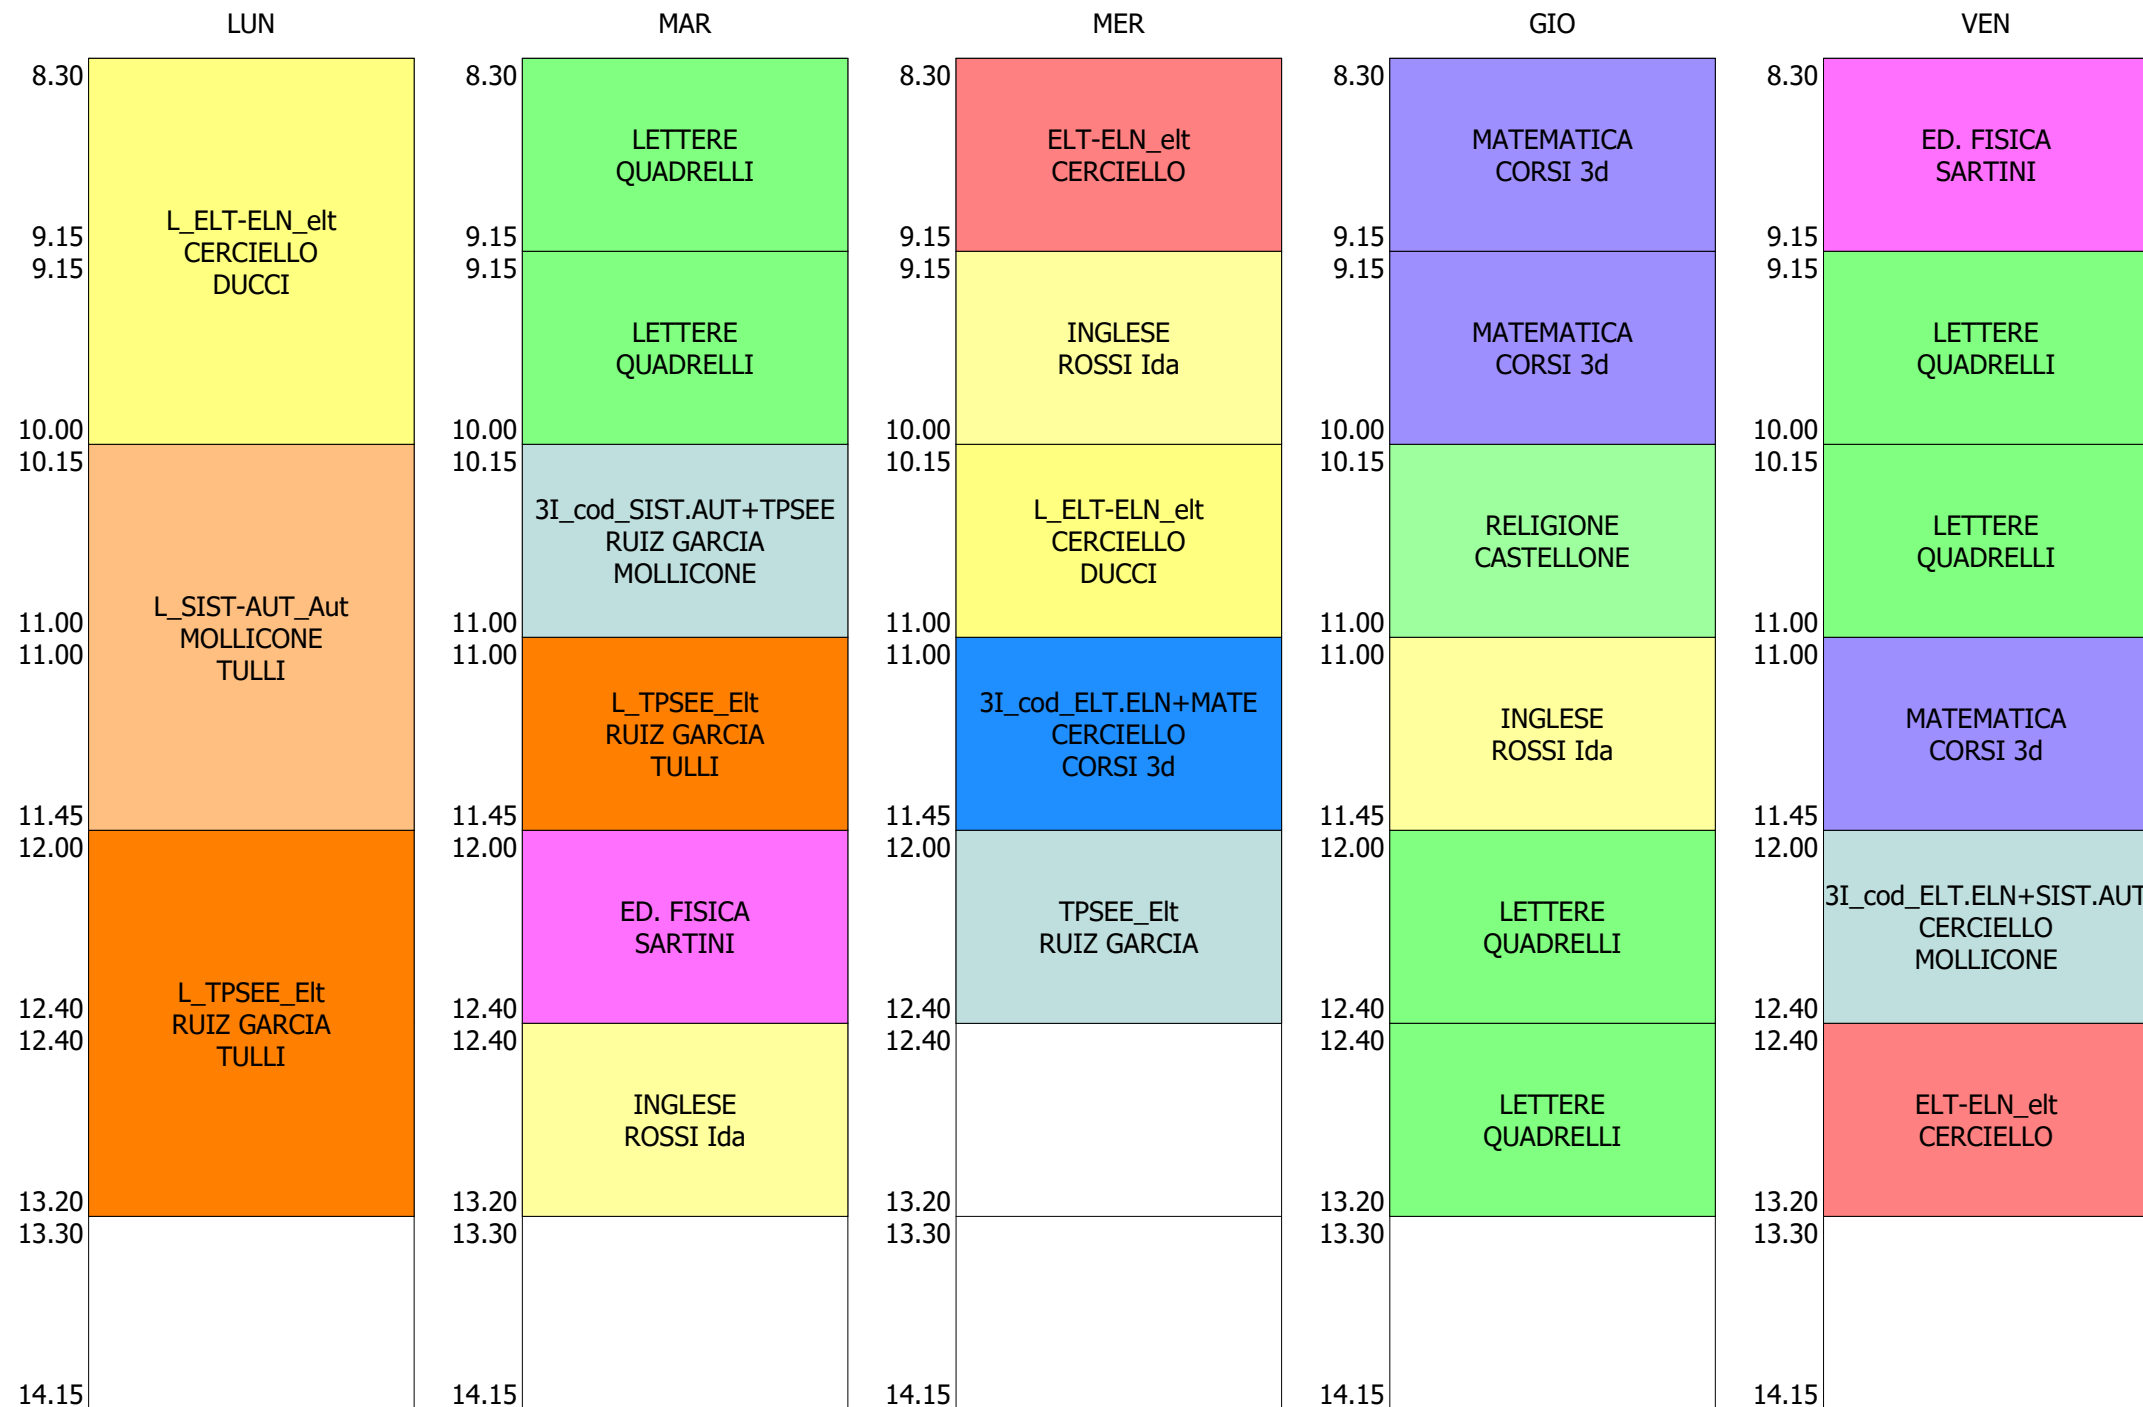 LUN
MAR
MER
GIO
VEN
8.30
9.15
9.15
10.00
10.15
11.00
11.00
11.45
12.00
12.40
12.40
13.20
13.30
14.15
L_ELT-ELN_elt
CERCIELLO
DUCCI
L_SIST-AUT_Aut
MOLLICONE
TULLI
L_TPSEE_Elt
RUIZ GARCIA
TULLI
8.30
9.15
9.15
10.00
10.15
11.00
11.00
11.45
12.00
12.40
12.40
13.20
13.30
14.15
LETTERE
QUADRELLI
LETTERE
QUADRELLI
3I_cod_SIST.AUT+TPSEE
RUIZ GARCIA
MOLLICONE
L_TPSEE_Elt
RUIZ GARCIA
TULLI
ED. FISICA
SARTINI
INGLESE
ROSSI Ida
8.30
9.15
9.15
10.00
10.15
11.00
11.00
11.45
12.00
12.40
12.40
13.20
13.30
14.15
ELT-ELN_elt
CERCIELLO
INGLESE
ROSSI Ida
L_ELT-ELN_elt
CERCIELLO
DUCCI
3I_cod_ELT.ELN+MATE
CERCIELLO
CORSI 3d
TPSEE_Elt
RUIZ GARCIA
8.30
9.15
9.15
10.00
10.15
11.00
11.00
11.45
12.00
12.40
12.40
13.20
13.30
14.15
MATEMATICA
CORSI 3d
MATEMATICA
CORSI 3d
RELIGIONE
CASTELLONE
INGLESE
ROSSI Ida
LETTERE
QUADRELLI
LETTERE
QUADRELLI
8.30
9.15
9.15
10.00
10.15
11.00
11.00
11.45
12.00
12.40
12.40
13.20
13.30
14.15
ED. FISICA
SARTINI
LETTERE
QUADRELLI
LETTERE
QUADRELLI
MATEMATICA
CORSI 3d
3I_cod_ELT.ELN+SIST.AUT
CERCIELLO
MOLLICONE
ELT-ELN_elt
CERCIELLO